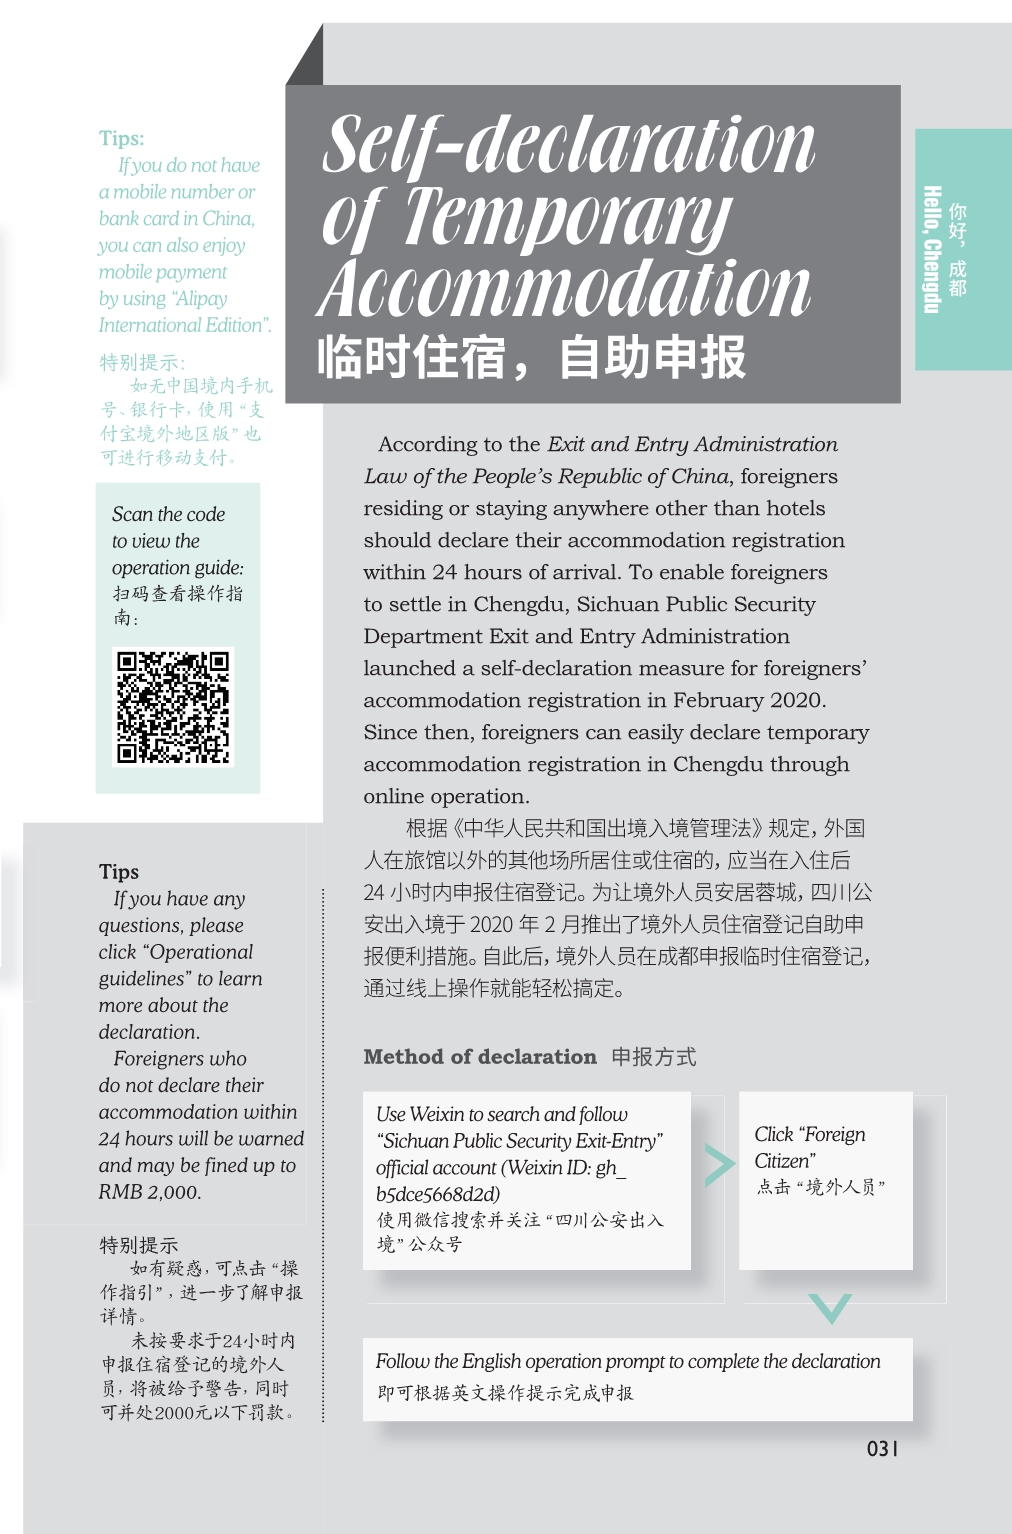 Tips:
If you do not have
a mobile number or
bank card in China,
you can also enjoy
mobile payment
by using “Alipay
International Edition”.
特别提示：
如无中国境内手机
号、银行卡，使用“支
付宝境外地区版”也
可进行移动支付。
Scan the code
to view the
operation guide:
扫码查看操作指
南：
Tips
If you have any
questions, please
click “Operational
guidelines” to learn
more about the
declaration.
Foreigners who
do not declare their
accommodation within
24 hours will be warned
and may be fined up to
RMB 2,000.
特别提示
如有疑惑，可点击“操
作指引”，进一步了解申报
详情。
未按要求于24小时内
申报住宿登记的境外人
员，将被给予警告，同时
可并处2000元以下罚款。
Self-declaration
of Temporary
Accommodation
临时住宿，自助申报
你好，成都
Hello, Chengdu
According to the Exit and Entry Administration
Law of the People’s Republic of China, foreigners
residing or staying anywhere other than hotels
should declare their accommodation registration
within 24 hours of arrival. To enable foreigners
to settle in Chengdu, Sichuan Public Security
Department Exit and Entry Administration
launched a self-declaration measure for foreigners’
accommodation registration in February 2020.
Since then, foreigners can easily declare temporary
accommodation registration in Chengdu through
online operation.
根据《中华人民共和国出境入境管理法》规定，外国
人在旅馆以外的其他场所居住或住宿的，应当在入住后
24 小时内申报住宿登记。为让境外人员安居蓉城，四川公
安出入境于 2020 年 2 月推出了境外人员住宿登记自助申
报便利措施。自此后，境外人员在成都申报临时住宿登记，
通过线上操作就能轻松搞定。
Method of declaration 申报方式
Use Weixin to search and follow
“Sichuan Public Security Exit-Entry”
official account (Weixin ID: gh_
b5dce5668d2d)
使用微信搜索并关注“四川公安出入
境”公众号
Click “Foreign
Citizen”
点击“境外人员”
Follow the English operation prompt to complete the declaration
即可根据英文操作提示完成申报
031